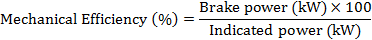 Mechanical Efficiency (%) = Brake power (kW) × 100 / Indicated power (kW)